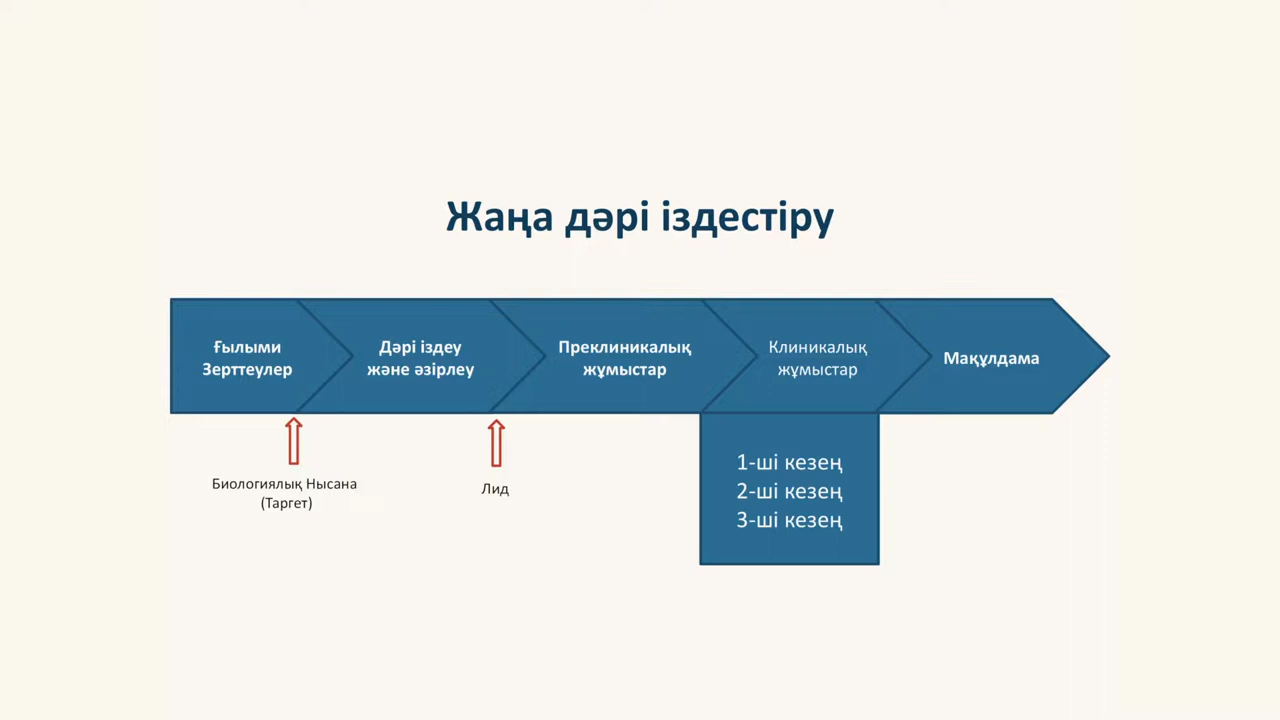 Жаңа дәрі іздестіру
Ғылыми
Зерттеулер
Дәрі іздеу
және әзірлеу
Преклиникалық
жұмыстар
Клиникалық
жұмыстар
Мақұлдама
Биологиялық Нысана
(Таргет)
Лид
1-ші кезең
2-ші кезең
3-ші кезең